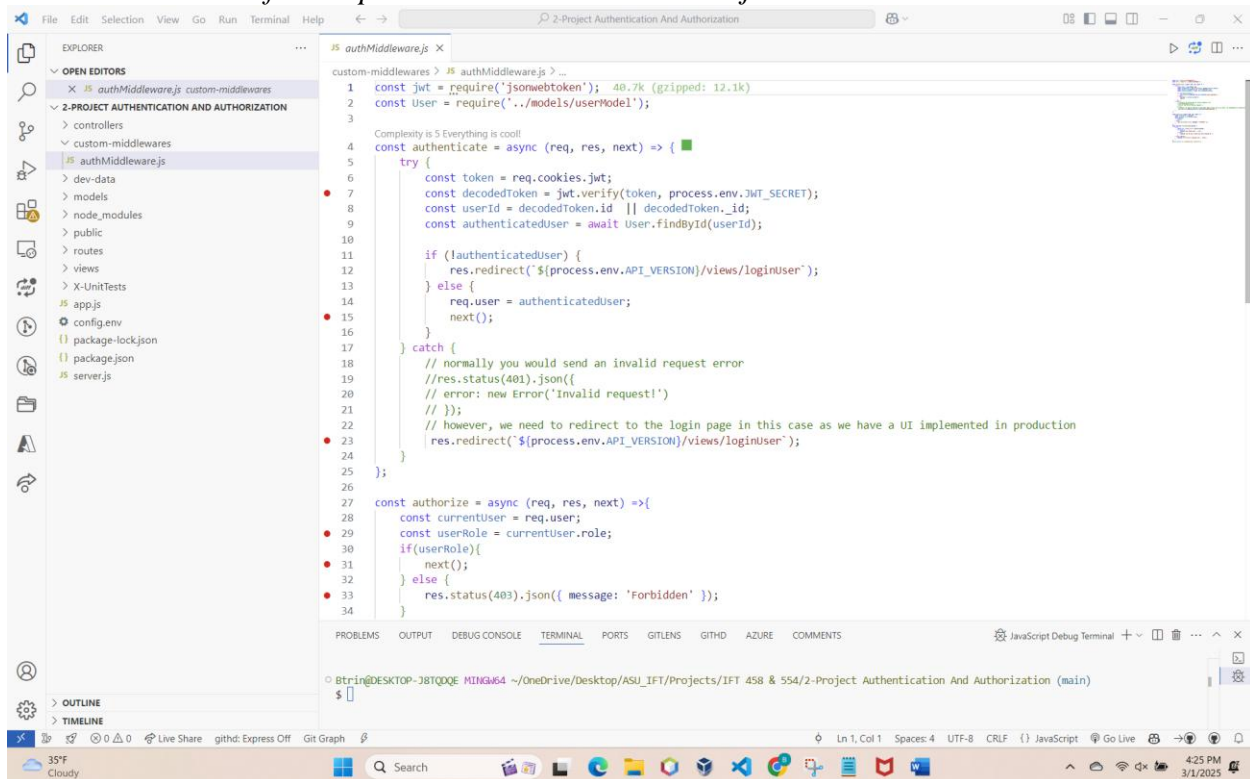 File Edit Selection View Go Run Terminal Help
2-Project Authentication And Authorization
EXPLORER
OPEN EDITORS
JS authMiddleware.js custom-middlewares
2-PROJECT AUTHENTICATION AND AUTHORIZATION
controllers
custom-middlewares
JS authMiddleware.js
dev-data
models
node_modules
public
routes
views
X-UnitTests
JS app.js
config.env
{} package-lock.json
{} package.json
JS server.js
OUTLINE
TIMELINE
JS authMiddleware.js
custom-middlewares > JS authMiddleware.js > ...
1 const jwt = require('jsonwebtoken'); 40.7k (gzipped: 12.1k)
2 const User = require('../models/userModel');
3
Complexity is 5 Everything is cool!
4 const authenticate = async (req, res, next) => {
5 try {
6 const token = req.cookies.jwt;
7 const decodedToken = jwt.verify(token, process.env.JWT_SECRET);
8 const userId = decodedToken.id || decodedToken._id;
9 const authenticatedUser = await User.findById(userId);
10
11 if (!authenticatedUser) {
12 res.redirect(`${process.env.API_VERSION}/views/loginUser`);
13 } else {
14 req.user = authenticatedUser;
15 next();
16 }
17 } catch {
18 // normally you would send an invalid request error
19 //res.status(401).json({
20 // error: new Error('Invalid request!')
21 // });
22 // however, we need to redirect to the login page in this case as we have a UI implemented in production
23 res.redirect(`${process.env.API_VERSION}/views/loginUser`);
24 }
25 };
26
27 const authorize = async (req, res, next) =>{
28 const currentUser = req.user;
29 const userRole = currentUser.role;
30 if(userRole){
31 next();
32 } else {
33 res.status(403).json({ message: 'Forbidden' });
34 }
PROBLEMS OUTPUT DEBUG CONSOLE TERMINAL PORTS GITLENS GITHD AZURE COMMENTS
JavaScript Debug Terminal
Btrin@DESKTOP-J8TQDQE MINGW64 ~/OneDrive/Desktop/ASU_IFT/Projects/IFT 458 & 554/2-Project Authentication And Authorization (main)
$
0 0 Live Share githd: Express Off Git Graph
Ln 1, Col 1 Spaces: 4 UTF-8 CRLF {} JavaScript Go Live
35°F
Cloudy
Search
4:25 PM
3/1/2025